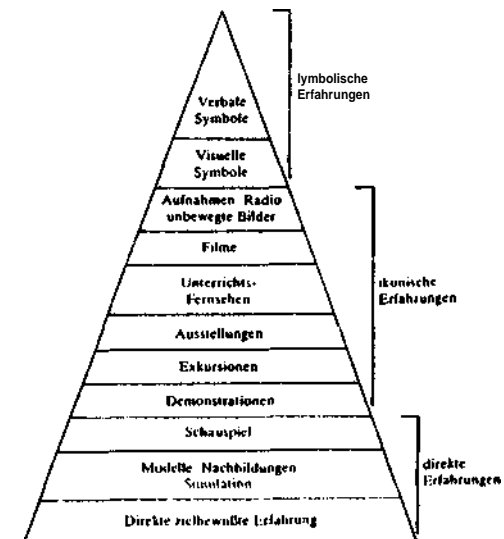 lymbolische
Erfahrungen
Verbale
Symbole
Visuelle
Symbole
Aufnahmen Radio
unbewegte Bilder
Filme
Unterrichts-
Fernsehen
ikonische
Erfahrungen
Ausstellungen
Exkursionen
Demonstrationen
Schauspiel
Modelle Nachbildungen
Simulation
direkte
Erfahrungen
Direkte zielbewußte Erfahrung